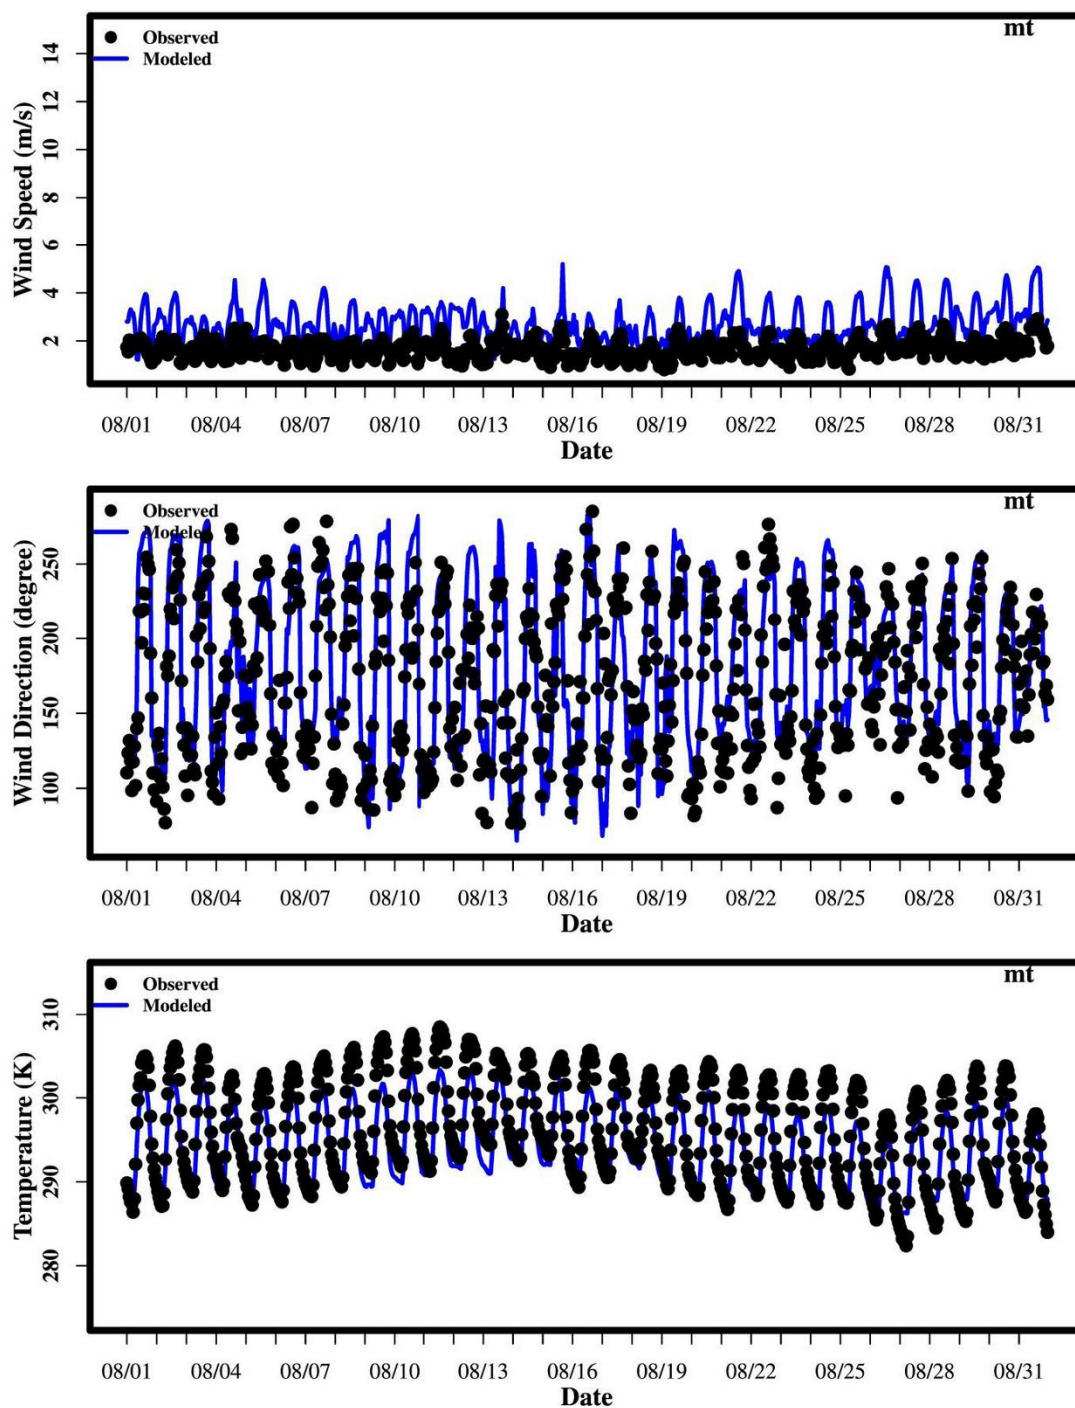 mt
Observed
Modeled
Wind Speed (m/s)
14
12
10
8
6
4
2
08/01 08/04 08/07 08/10 08/13 08/16 08/19 08/22 08/25 08/28 08/31
Date
mt
Observed
Modeled
Wind Direction (degree)
250
200
150
100
08/01 08/04 08/07 08/10 08/13 08/16 08/19 08/22 08/25 08/28 08/31
Date
mt
Observed
Modeled
Temperature (K)
310
300
290
280
08/01 08/04 08/07 08/10 08/13 08/16 08/19 08/22 08/25 08/28 08/31
Date